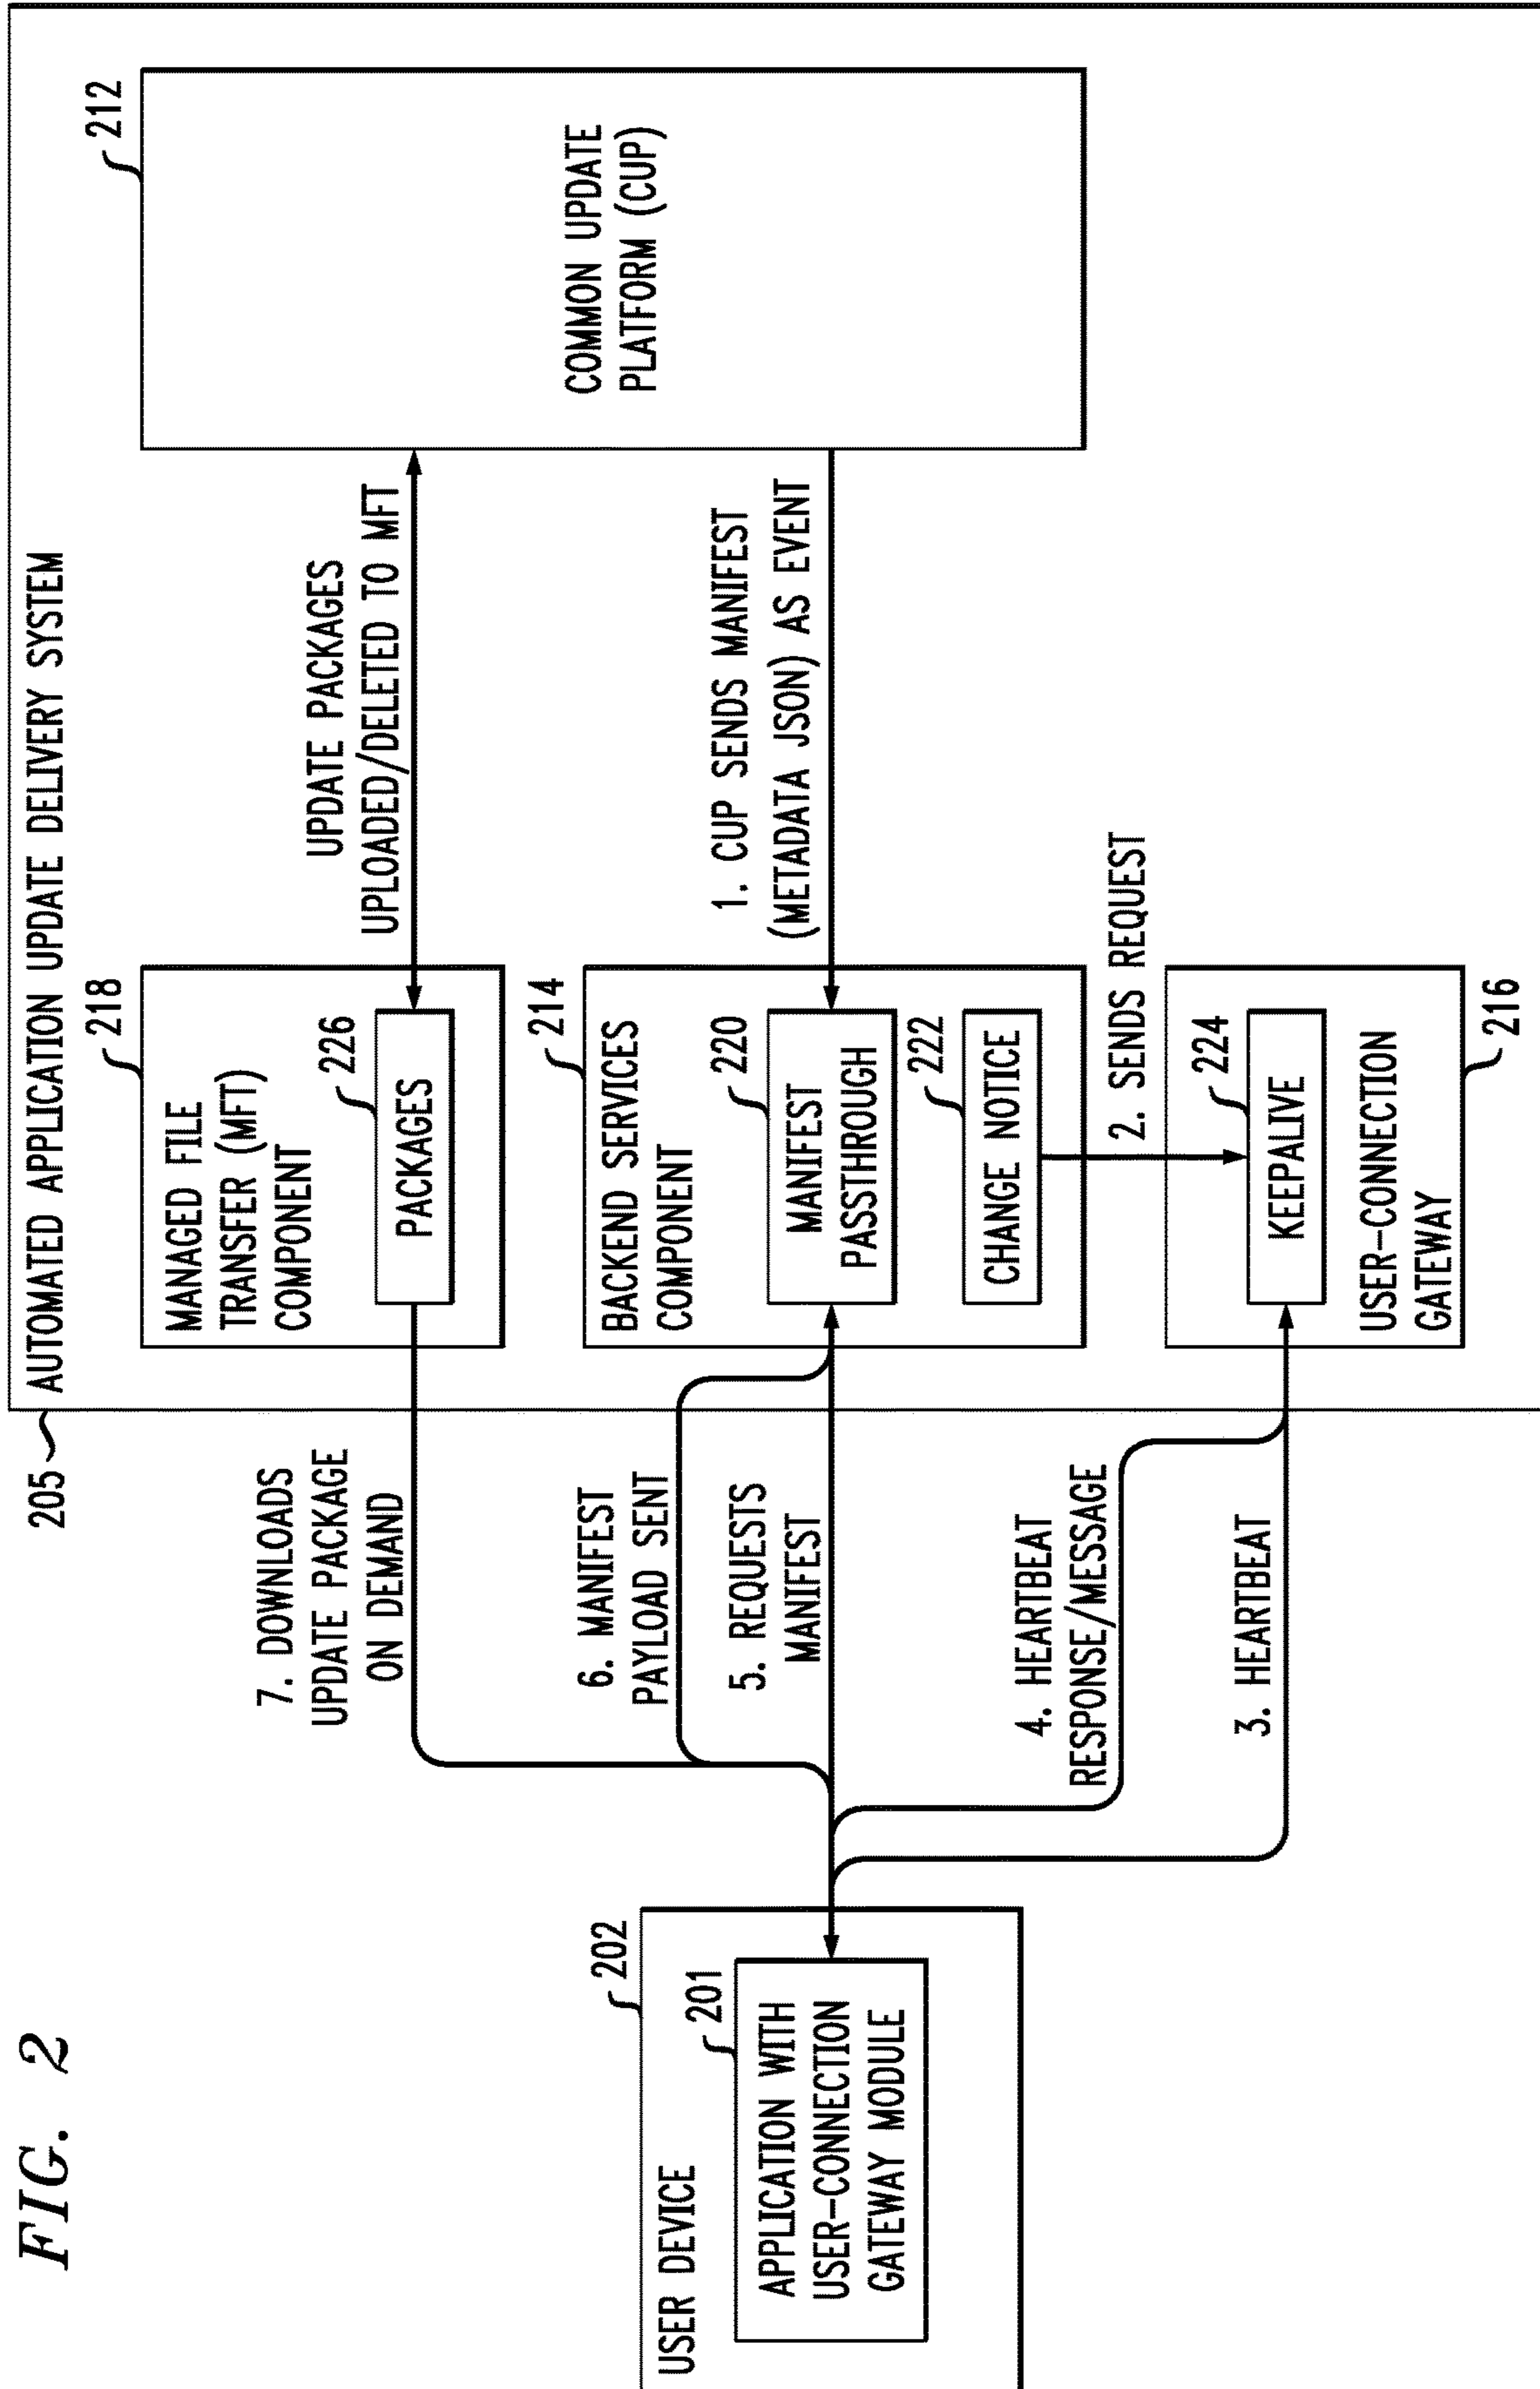 FIG. 2
205
AUTOMATED APPLICATION UPDATE DELIVERY SYSTEM
USER DEVICE
202
201
APPLICATION WITH
USER-CONNECTION
GATEWAY MODULE
7. DOWNLOADS
UPDATE PACKAGE
ON DEMAND
6. MANIFEST
PAYLOAD SENT
5. REQUESTS
MANIFEST
4. HEARTBEAT
RESPONSE/MESSAGE
3. HEARTBEAT
218
MANAGED FILE
TRANSFER (MFT)
COMPONENT
226
PACKAGES
214
BACKEND SERVICES
COMPONENT
220
MANIFEST
PASSTHROUGH
222
CHANGE NOTICE
2. SENDS REQUEST
224
KEEPALIVE
USER-CONNECTION
GATEWAY
216
UPDATE PACKAGES
UPLOADED/DELETED TO MFT
1. CUP SENDS MANIFEST
(METADATA JSON) AS EVENT
212
COMMON UPDATE
PLATFORM (CUP)